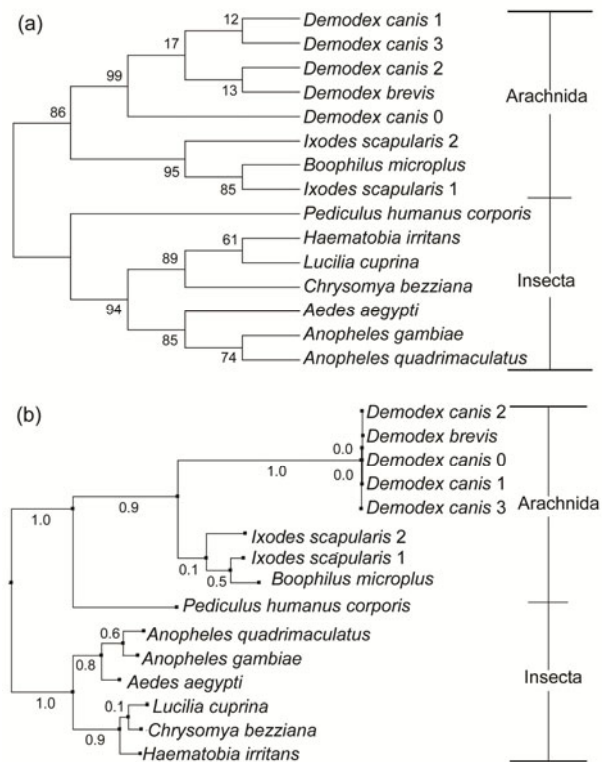 (a)
12
Demodex canis 1
Demodex canis 3
17
Demodex canis 2
13
Demodex brevis
99
Demodex canis 0
86
Ixodes scapularis 2
95
Boophilus microplus
85
Ixodes scapularis 1
Arachnida
Pediculus humanus corporis
61
Haematobia irritans
89
Lucilia cuprina
Chrysomya bezziana
94
Aedes aegypti
85
Anopheles gambiae
74
Anopheles quadrimaculatus
Insecta
(b)
Demodex canis 2
0.0
Demodex brevis
1.0
Demodex canis 0
0.0
Demodex canis 1
Demodex canis 3
0.9
1.0
Ixodes scapularis 2
0.1
Ixodes scapularis 1
0.5
Boophilus microplus
Arachnida
Pediculus humanus corporis
0.6
Anopheles quadrimaculatus
0.8
Anopheles gambiae
Aedes aegypti
1.0
0.1
Lucilia cuprina
Chrysomya bezziana
0.9
Haematobia irritans
Insecta